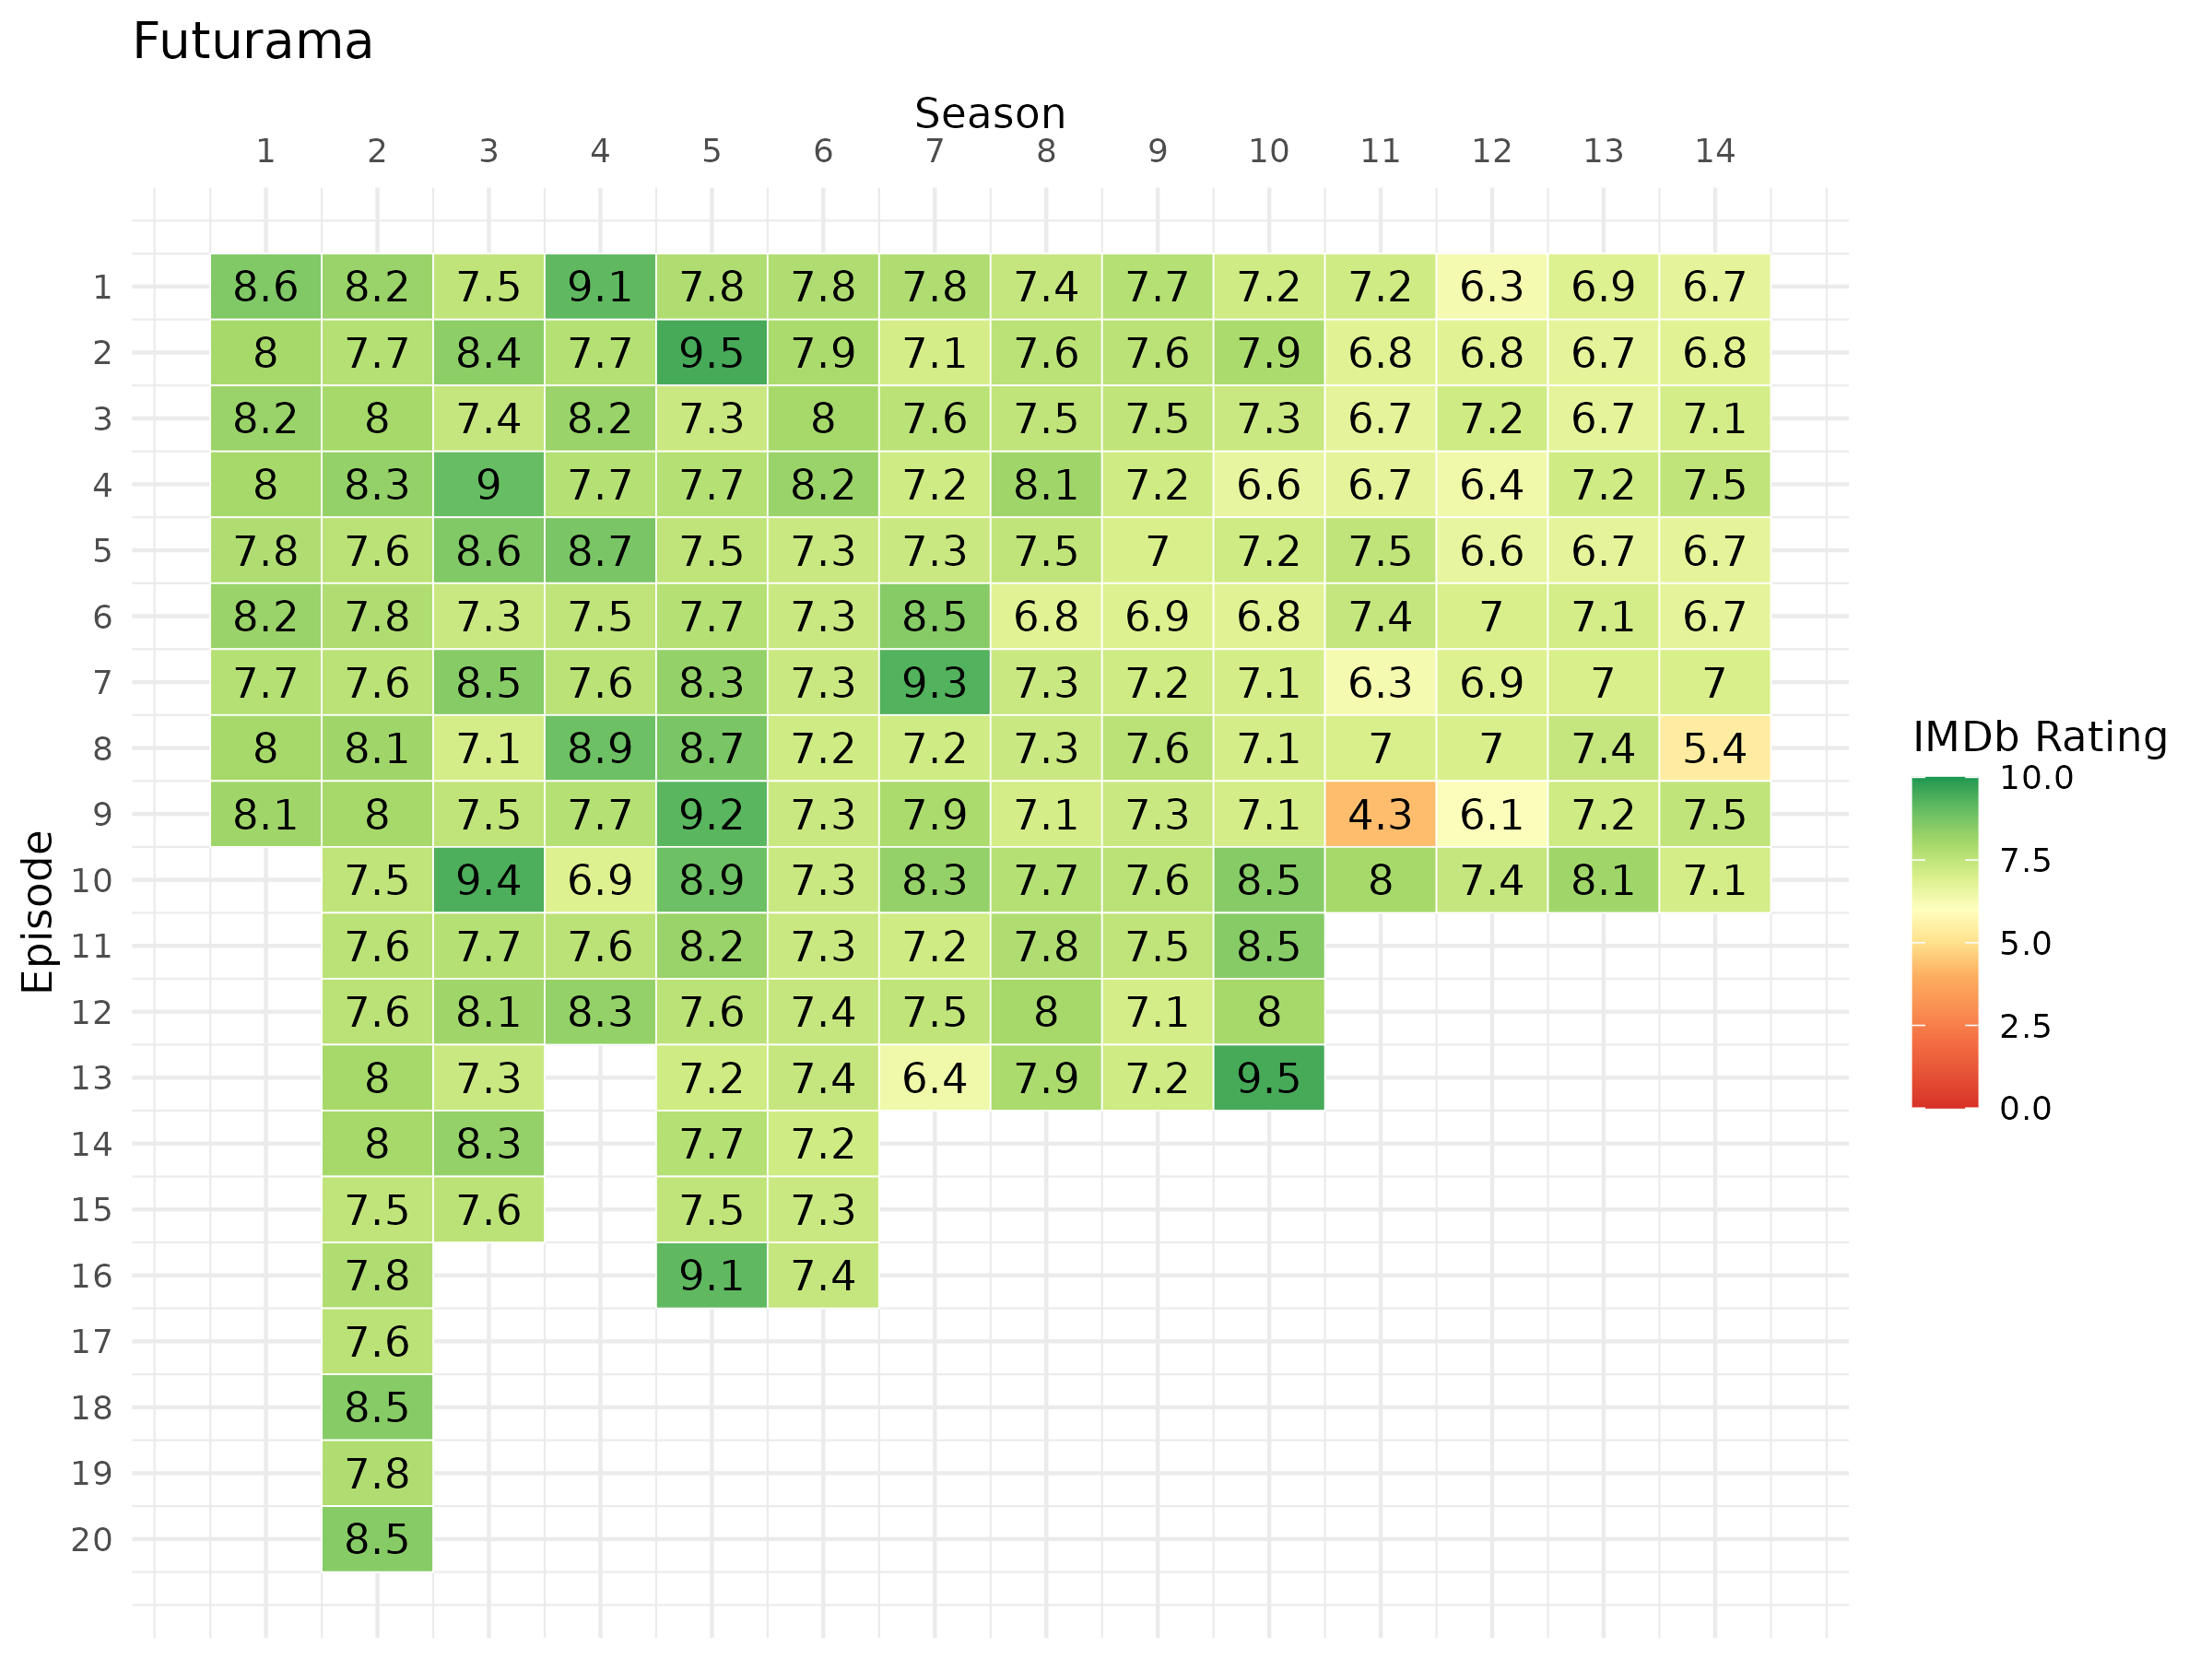 Futurama
Season
1 2 3 4 5 6 7 8 9 10 11 12 13 14
1 8.6 8.2 7.5 9.1 7.8 7.8 7.8 7.4 7.7 7.2 7.2 6.3 6.9 6.7
2 8 7.7 8.4 7.7 9.5 7.9 7.1 7.6 7.6 7.9 6.8 6.8 6.7 6.8
3 8.2 8 7.4 8.2 7.3 8 7.6 7.5 7.5 7.3 6.7 7.2 6.7 7.1
4 8 8.3 9 7.7 7.7 8.2 7.2 8.1 7.2 6.6 6.7 6.4 7.2 7.5
5 7.8 7.6 8.6 8.7 7.5 7.3 7.3 7.5 7 7.2 7.5 6.6 6.7 6.7
6 8.2 7.8 7.3 7.5 7.7 7.3 8.5 6.8 6.9 6.8 7.4 7 7.1 6.7
7 7.7 7.6 8.5 7.6 8.3 7.3 9.3 7.3 7.2 7.1 6.3 6.9 7 7
8 8 8.1 7.1 8.9 8.7 7.2 7.2 7.3 7.6 7.1 7 7 7.4 5.4
9 8.1 8 7.5 7.7 9.2 7.3 7.9 7.1 7.3 7.1 4.3 6.1 7.2 7.5
10 7.5 9.4 6.9 8.9 7.3 8.3 7.7 7.6 8.5 8 7.4 8.1 7.1
11 7.6 7.7 7.6 8.2 7.3 7.2 7.8 7.5 8.5
12 7.6 8.1 8.3 7.6 7.4 7.5 8 7.1 8
13 8 7.3 7.2 7.4 6.4 7.9 7.2 9.5
14 8 8.3 7.7 7.2
15 7.5 7.6 7.5 7.3
16 7.8 9.1 7.4
17 7.6
18 8.5
19 7.8
20 8.5
Episode
IMDb Rating
10.0
7.5
5.0
2.5
0.0